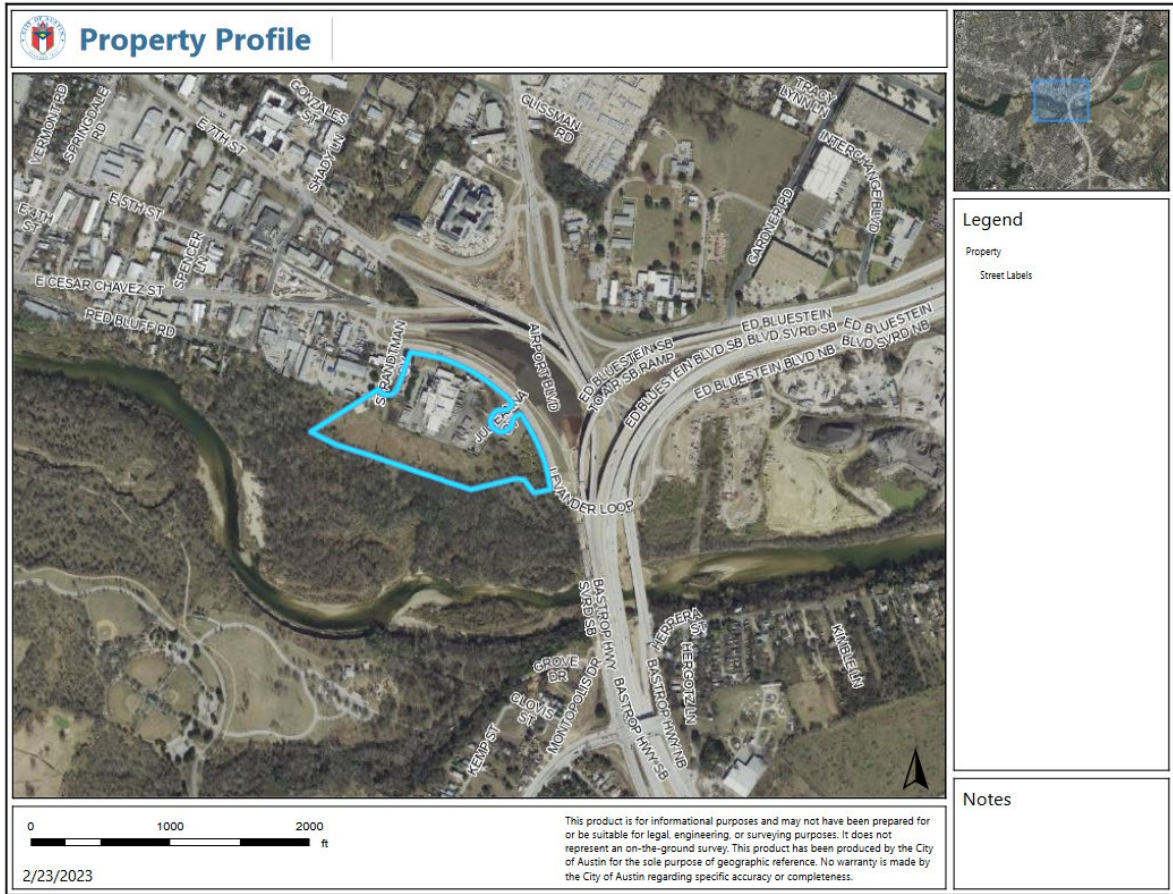 Property Profile
VERMONT RD
SPRINGDALE RD
E 7TH ST
GONZALES ST
SHADY LN
GLISSMAN RD
TRACY LYNN LN
INTERCHANGE BLVD
GARDNER RD
E 4TH ST
E 5TH ST
SPENCER LN
E CESAR CHAVEZ ST
RED BLUFF RD
AIRPORT BLVD
ED BLUESTEIN SB
TO AIR SB RAMP
ED BLUESTEIN
BLVD SVRD SB
ED BLUESTEIN BLVD SB
ED BLUESTEIN
BLVD SVRD NB
ED BLUESTEIN BLVD NB
LEVANDER LOOP
BASTROP HWY
SVRD SB
BASTROP HWY SB
BASTROP HWY NB
GROVE DR
CLOVIS ST
KEMP ST
MONTOPOLIS DR
HERGOTZ LN
KIMBLE LN
Legend
Property
Street Labels
Notes
0 1000 2000
ft
2/23/2023
This product is for informational purposes and may not have been prepared for
or be suitable for legal, engineering, or surveying purposes. It does not
represent an on-the-ground survey. This product has been produced by the City
of Austin for the sole purpose of geographic reference. No warranty is made by
the City of Austin regarding specific accuracy or completeness.